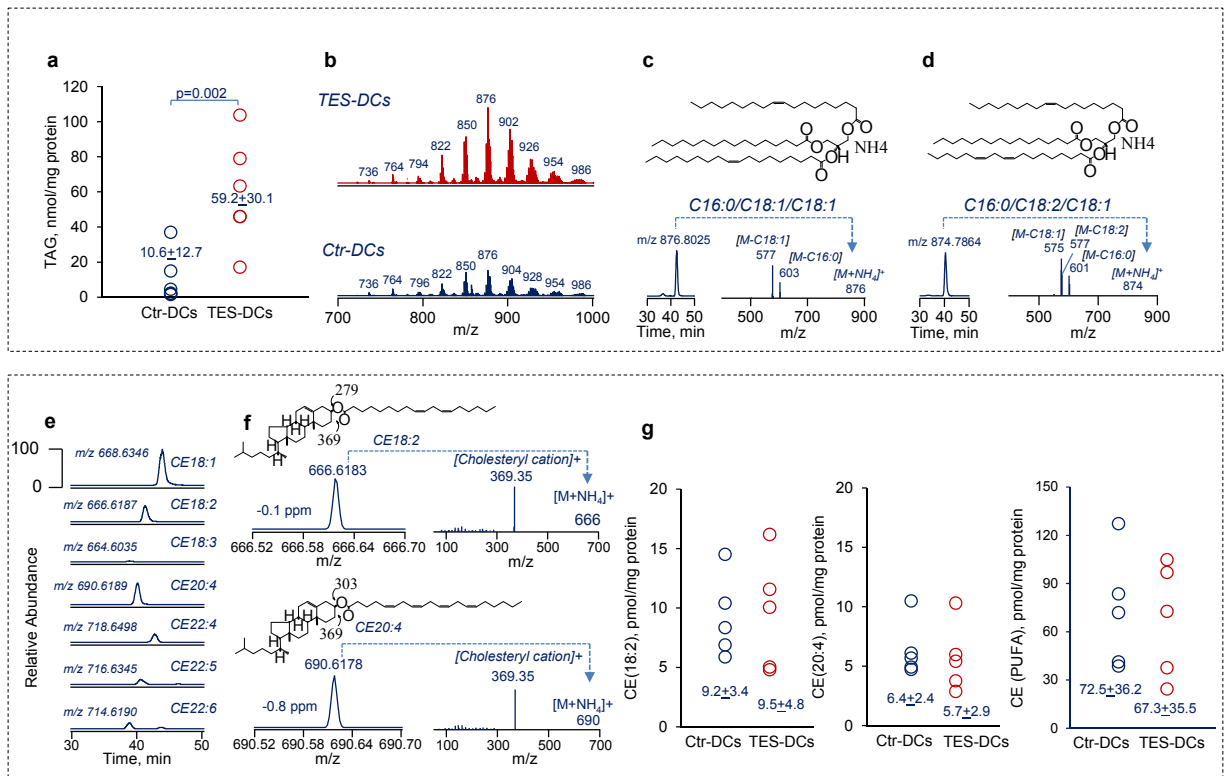 a
TAG, nmol/mg protein
120
100
80
60
40
20
0
p=0.002
10.6±12.7
59.2±30.1
Ctr-DCs
TES-DCs
b
TES-DCs
736
764
794
822
850
876
902
926
954
986
Ctr-DCs
736
764
796
822
850
876
904
928
954
986
700
800
900
1000
m/z
c
O
O
O
O
OH
NH4
C16:0/C18:1/C18:1
m/z 876.8025
[M-C18:1]
577
[M-C16:0]
603
[M+NH₄]⁺
876
30 40 50
Time, min
500 700 900
m/z
d
O
O
O
O
OH
NH4
C16:0/C18:2/C18:1
m/z 874.7864
[M-C18:1]
575
[M-C18:2]
577
[M-C16:0]
601
[M+NH₄]⁺
874
30 40 50
Time, min
500 700 900
m/z
e
Relative Abundance
100
0
m/z 668.6346
CE18:1
m/z 666.6187
CE18:2
m/z 664.6035
CE18:3
m/z 690.6189
CE20:4
m/z 718.6498
CE22:4
m/z 716.6345
CE22:5
m/z 714.6190
CE22:6
30 40 50
Time, min
f
279
H
H
H
O
O
369
CE18:2
666.6183
-0.1 ppm
666.52 666.58 666.64 666.70
m/z
[Cholesteryl cation]+
369.35
[M+NH₄]+
666
100 300 500 700
m/z
303
H
H
H
O
O
369
CE20:4
690.6178
-0.8 ppm
690.52 690.58 690.64 690.70
m/z
[Cholesteryl cation]+
369.35
[M+NH₄]+
690
100 300 500 700
m/z
g
CE(18:2), pmol/mg protein
20
15
10
5
0
9.2±3.4
9.5±4.8
Ctr-DCs
TES-DCs
CE(20:4), pmol/mg protein
20
15
10
5
0
6.4±2.4
5.7±2.9
Ctr-DCs
TES-DCs
CE (PUFA), pmol/mg protein
150
120
90
60
30
0
72.5±36.2
67.3±35.5
Ctr-DCs
TES-DCs